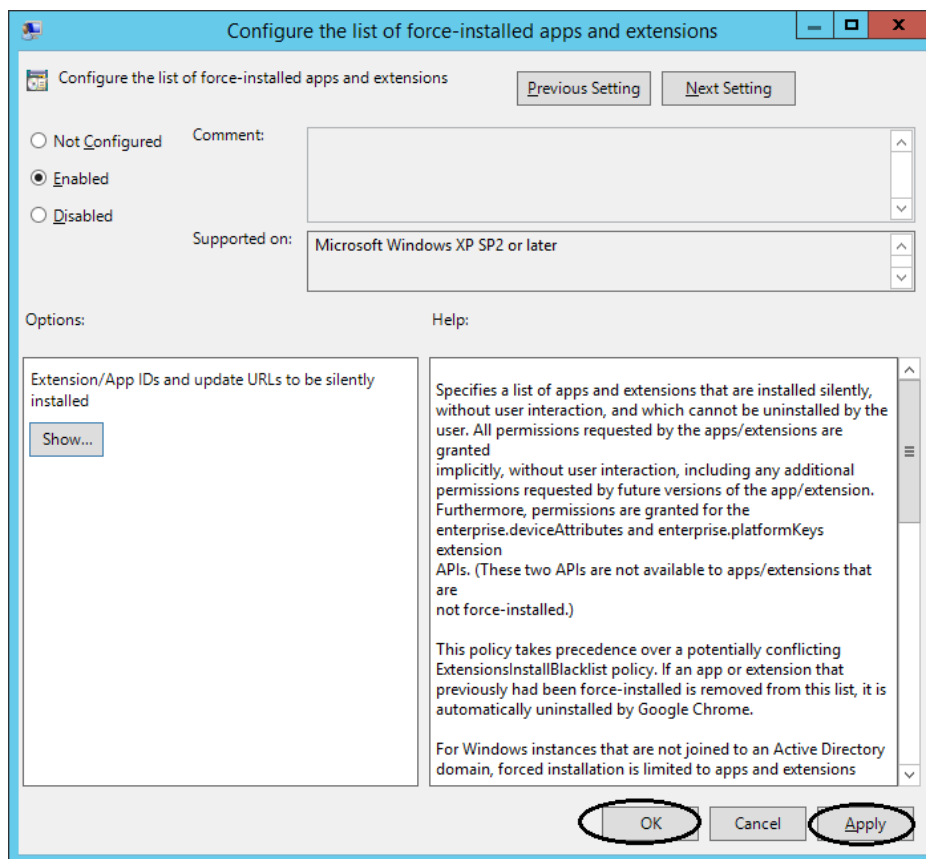 Configure the list of force-installed apps and extensions
X
Configure the list of force-installed apps and extensions
Previous Setting
Next Setting
Not Configured
Comment:
Enabled
Disabled
Supported on:
Microsoft Windows XP SP2 or later
Options:
Help:
Extension/App IDs and update URLs to be silently
installed
Show...
Specifies a list of apps and extensions that are installed silently,
without user interaction, and which cannot be uninstalled by the
user. All permissions requested by the apps/extensions are
granted
implicitly, without user interaction, including any additional
permissions requested by future versions of the app/extension.
Furthermore, permissions are granted for the
enterprise.deviceAttributes and enterprise.platformKeys
extension
APIs. (These two APIs are not available to apps/extensions that
are
not force-installed.)
This policy takes precedence over a potentially conflicting
ExtensionsInstallBlacklist policy. If an app or extension that
previously had been force-installed is removed from this list, it is
automatically uninstalled by Google Chrome.
For Windows instances that are not joined to an Active Directory
domain, forced installation is limited to apps and extensions
OK
Cancel
Apply